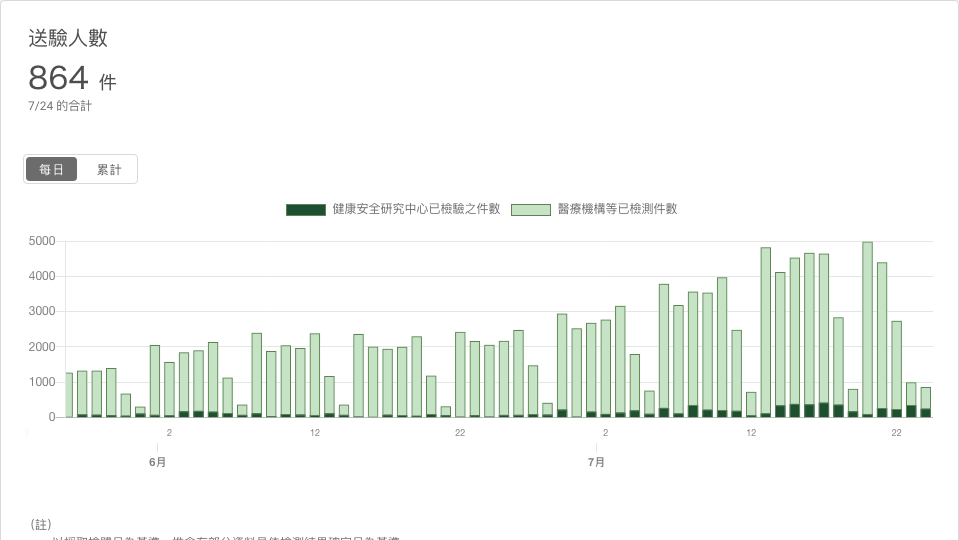 送驗人數
864 件
7/24 的合計
每日 累計
健康安全研究中心已檢驗之件數 醫療機構等已檢測件數
5000
4000
3000
2000
1000
0
2 12 22 2 12 22
6月 7月
（註）